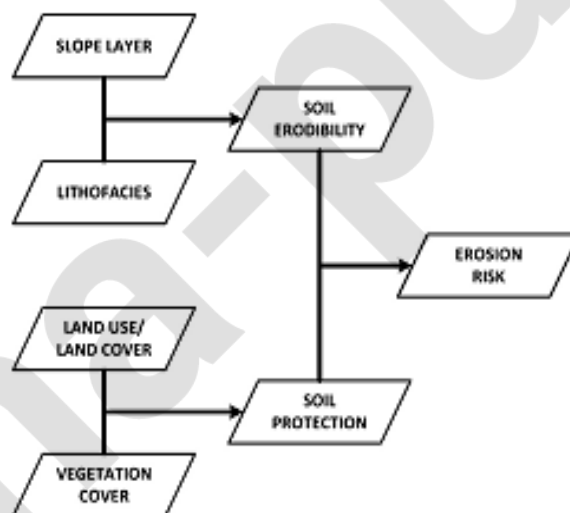 SLOPE LAYER
SOIL
ERODIBILITY
LITHOFACIES
EROSION
RISK
LAND USE/
LAND COVER
SOIL
PROTECTION
VEGETATION
COVER